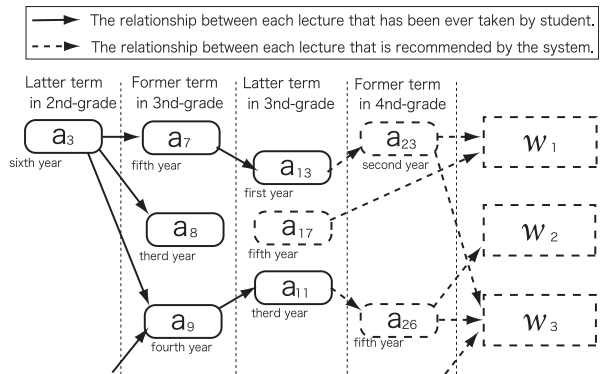 The relationship between each lecture that has been ever taken by student.
The relationship between each lecture that is recommended by the system.
Latter term
in 2nd-grade
Former term
in 3nd-grade
Latter term
in 3nd-grade
Former term
in 4nd-grade
a3
sixth year
a7
fifth year
a13
first year
a23
second year
w1
a8
therd year
a17
fifth year
w2
a9
fourth year
a11
therd year
a26
fifth year
w3